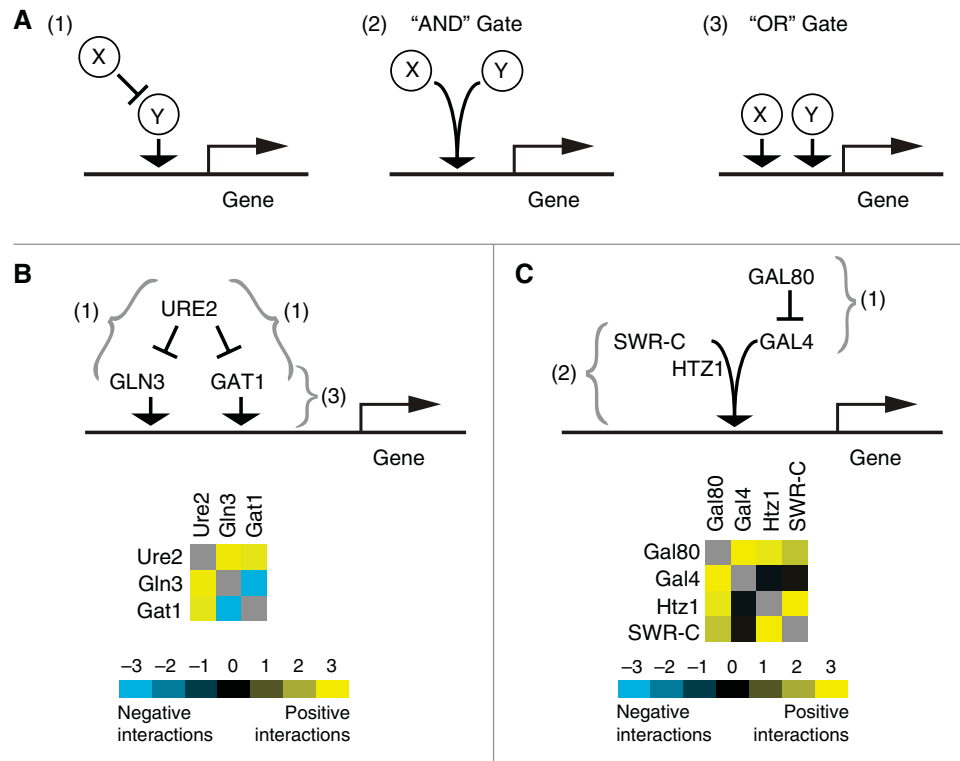 A (1) (2) “AND” Gate (3) “OR” Gate
X
X Y
Y X Y
Gene Gene Gene
B
(1) URE2 (1)
GLN3 GAT1 (3)
Gene
Ure2 Gln3 Gat1
Ure2
Gln3
Gat1
–3 –2 –1 0 1 2 3
Negative interactions
Positive interactions
C
GAL80
(1)
SWR-C GAL4
HTZ1
(2)
Gene
Gal80 Gal4 Htz1 SWR-C
Gal80
Gal4
Htz1
SWR-C
–3 –2 –1 0 1 2 3
Negative interactions
Positive interactions